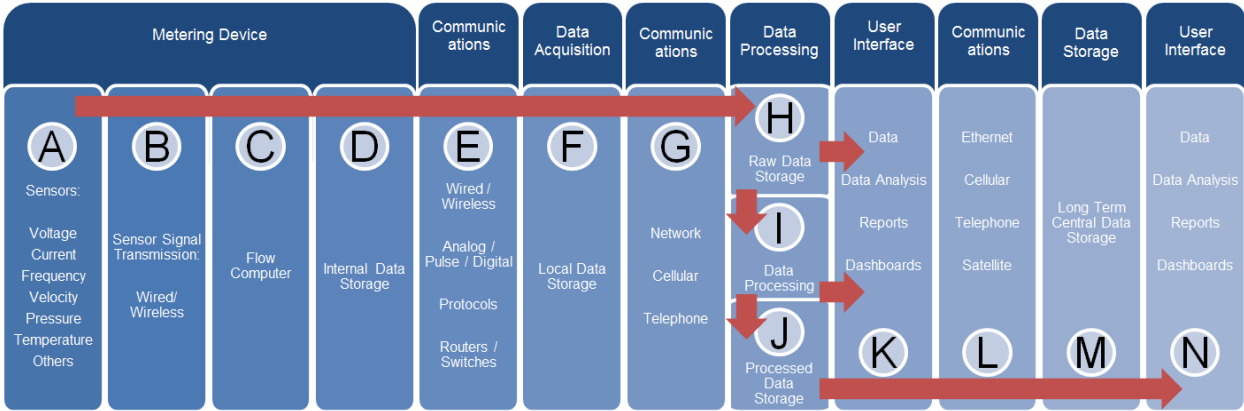 Metering Device
Communic
ations
Data
Acquisition
Communic
ations
Data
Processing
User
Interface
Communic
ations
Data
Storage
User
Interface
A
Sensors:
Voltage
Current
Frequency
Velocity
Pressure
Temperature
Others
B
Sensor Signal
Transmission:
Wired/
Wireless
C
Flow
Computer
D
Internal Data
Storage
E
Wired /
Wireless
Analog /
Pulse / Digital
Protocols
Routers /
Switches
F
Local Data
Storage
G
Network
Cellular
Telephone
H
Raw Data
Storage
I
Data
Processing
J
Processed
Data
Storage
Data
Data Analysis
Reports
Dashboards
K
Ethernet
Cellular
Telephone
Satellite
L
Long Term
Central Data
Storage
M
Data
Data Analysis
Reports
Dashboards
N